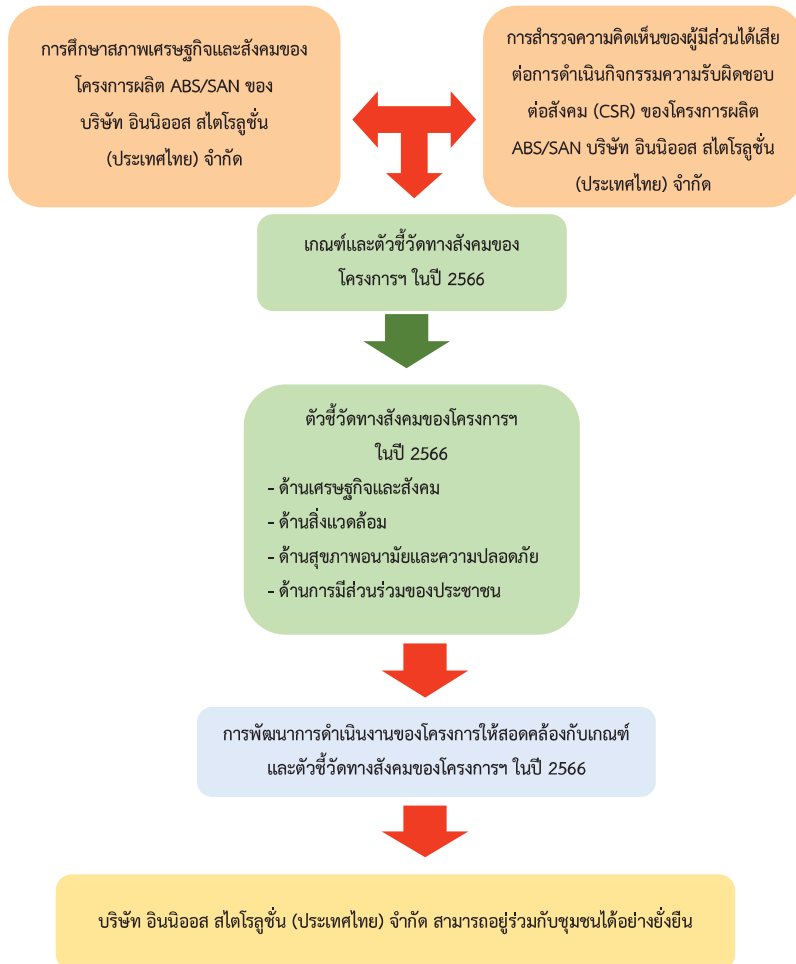 การศึกษาสภาพเศรษฐกิจและสังคมของ
โครงการผลิต ABS/SAN ของ
บริษัท อินนิออส สไตโรลูชั่น
(ประเทศไทย) จำกัด
การสำรวจความคิดเห็นของผู้มีส่วนได้เสีย
ต่อการดำเนินกิจกรรมความรับผิดชอบ
ต่อสังคม (CSR) ของโครงการผลิต
ABS/SAN บริษัท อินนิออส สไตโรลูชั่น
(ประเทศไทย) จำกัด
เกณฑ์และตัวชี้วัดทางสังคมของ
โครงการฯ ในปี 2566
ตัวชี้วัดทางสังคมของโครงการฯ
ในปี 2566
- ด้านเศรษฐกิจและสังคม
- ด้านสิ่งแวดล้อม
- ด้านสุขภาพอนามัยและความปลอดภัย
- ด้านการมีส่วนร่วมของประชาชน
การพัฒนาการดำเนินงานของโครงการให้สอดคล้องกับเกณฑ์
และตัวชี้วัดทางสังคมของโครงการฯ ในปี 2566
บริษัท อินนิออส สไตโรลูชั่น (ประเทศไทย) จำกัด สามารถอยู่ร่วมกับชุมชนได้อย่างยั่งยืน